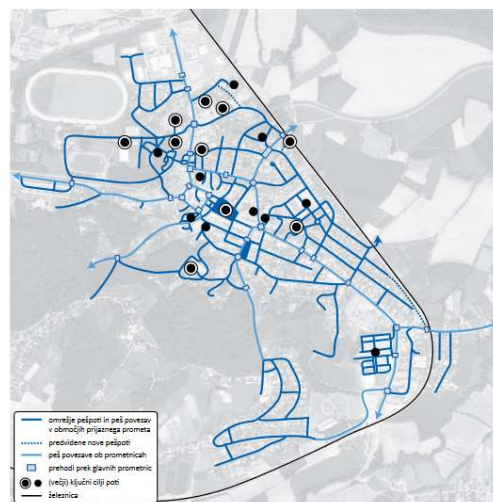 omrežje pešpoti in peš povezav
v območjih prijaznega prometa
predvidene nove pešpoti
peš povezave ob prometnicah
prehodi prek glavnih prometnic
(večji) ključni cilji poti
železnica